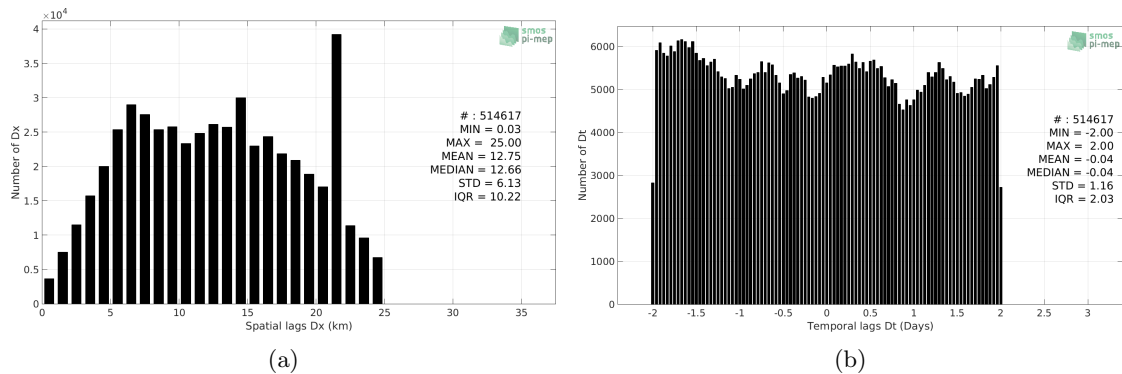 ×10⁴
4
3.5
3
2.5
2
1.5
1
0.5
0
Number of Dx
smos
pi-mep
# : 514617
MIN = 0.03
MAX = 25.00
MEAN = 12.75
MEDIAN = 12.66
STD = 6.13
IQR = 10.22
0 5 10 15 20 25 30 35
Spatial lags Dx (km)
(a)
6000
5000
4000
3000
2000
1000
0
Number of Dt
smos
pi-mep
# : 514617
MIN = -2.00
MAX = 2.00
MEAN = -0.04
MEDIAN = -0.04
STD = 1.16
IQR = 2.03
-2 -1.5 -1 -0.5 0 0.5 1 1.5 2 2.5 3
Temporal lags Dt (Days)
(b)